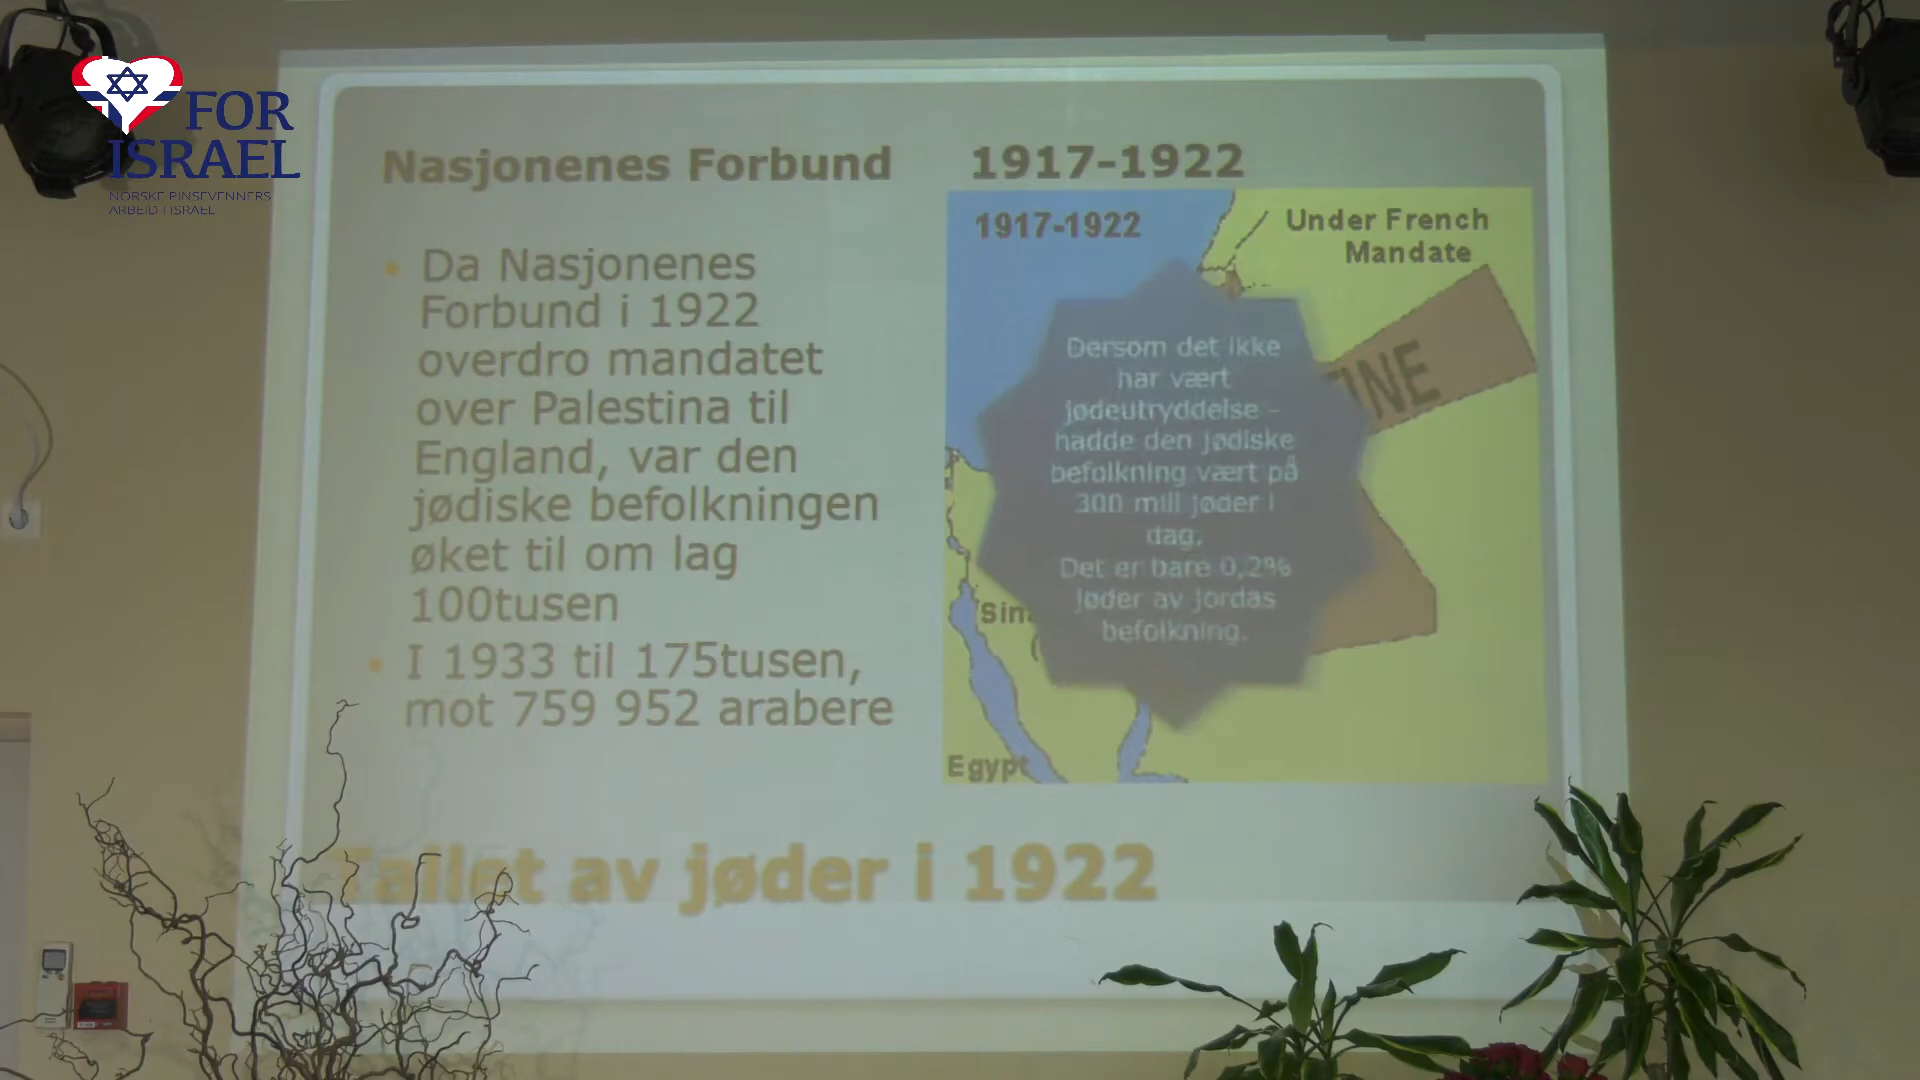 FOR
ISRAEL
NORSKE PINSEVENNERS
ARBEID I ISRAEL
Nasjonenes Forbund
1917-1922
Da Nasjonenes
Forbund i 1922
overdro mandatet
over Palestina til
England, var den
jødiske befolkningen
øket til om lag
100tusen
I 1933 til 175tusen,
mot 759 952 arabere
1917-1922
Under French
Mandate
TINE
Dersom det ikke
har vært
jødeutryddelse -
hadde den jødiske
befolkning vært på
300 mill jøder i
dag.
Det er bare 0,2%
jøder av jordas
befolkning.
Sina
Egypt
Tallet av jøder i 1922